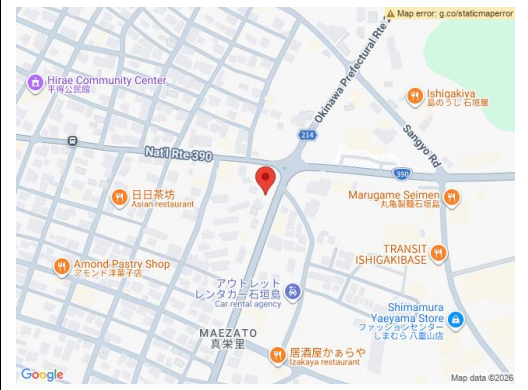 Map error: g.co/staticmaperror
Hirae Community Center
平得公民館
Okinawa Prefectural Rte 2
Ishigakiya
島のうじ 石垣屋
214
Sangyo Rd
Nat'l Rte 390
390
日日茶坊
Asian restaurant
Marugame Seimen
丸亀製麺石垣島
TRANSIT
ISHIGAKIBASE
Amond Pastry Shop
アモンド洋菓子店
アウトレット
レンタカー石垣島
Car rental agency
Shimamura
Yaeyama Store
ファッションセンター
しまむら 八重山店
MAEZATO
真栄里
居酒屋かぁらや
Izakaya restaurant
Google
Map data ©2026